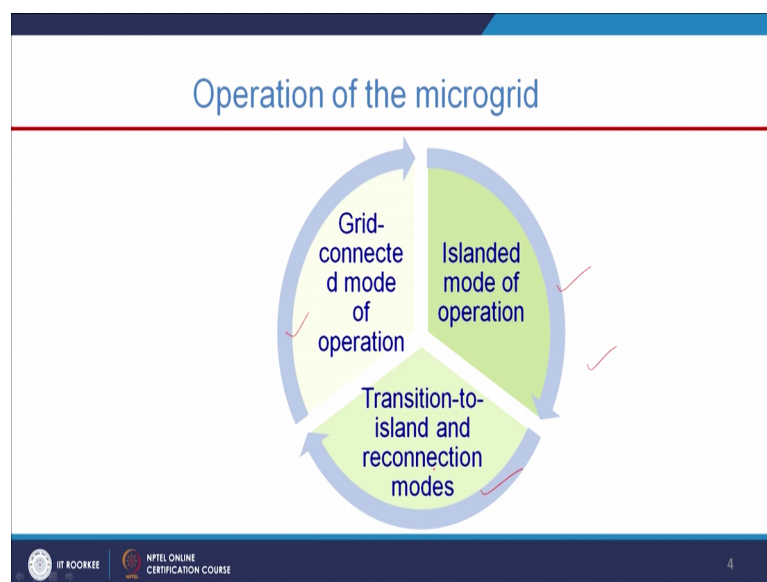 Operation of the microgrid
Grid-
connecte
d mode
of
operation
Islanded
mode of
operation
Transition-to-
island and
reconnection
modes
IIT ROORKEE
NPTEL ONLINE
CERTIFICATION COURSE
4